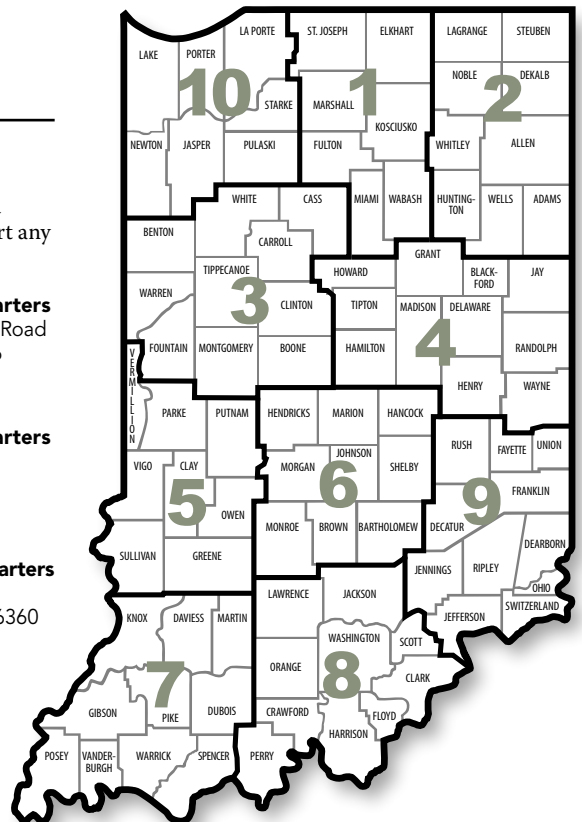 rt any
arters
Road
arters
arters
6360
LAKE
PORTER
LA PORTE
ST. JOSEPH
ELKHART
LAGRANGE
STEUBEN
10
1
2
NOBLE
DEKALB
STARKE
MARSHALL
KOSCIUSKO
NEWTON
JASPER
PULASKI
FULTON
WHITLEY
ALLEN
MIAMI
WABASH
HUNTING-
TON
WELLS
ADAMS
WHITE
CASS
BENTON
CARROLL
GRANT
TIPPECANOE
HOWARD
BLACK-
FORD
JAY
WARREN
3
CLINTON
TIPTON
MADISON
DELAWARE
4
FOUNTAIN
MONTGOMERY
BOONE
HAMILTON
RANDOLPH
VERMILLION
HENRY
WAYNE
PARKE
PUTNAM
HENDRICKS
MARION
HANCOCK
RUSH
FAYETTE
UNION
VIGO
CLAY
MORGAN
JOHNSON
SHELBY
5
6
9
FRANKLIN
OWEN
MONROE
BROWN
BARTHOLOMEW
DECATUR
DEARBORN
SULLIVAN
GREENE
JENNINGS
RIPLEY
OHIO
LAWRENCE
JACKSON
SWITZERLAND
JEFFERSON
KNOX
DAVIESS
MARTIN
WASHINGTON
SCOTT
ORANGE
8
CLARK
7
GIBSON
PIKE
DUBOIS
CRAWFORD
FLOYD
HARRISON
POSEY
VANDER-
BURGH
WARRICK
SPENCER
PERRY